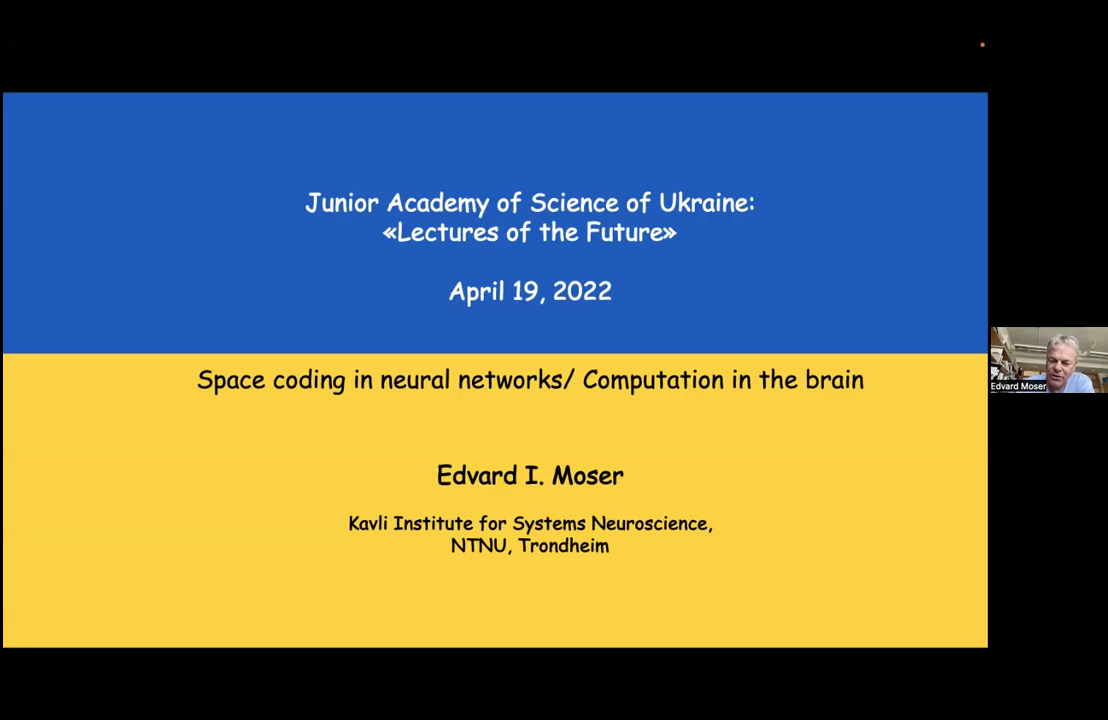 Junior Academy of Science of Ukraine:
«Lectures of the Future»
April 19, 2022
Space coding in neural networks/ Computation in the brain
Edvard I. Moser
Kavli Institute for Systems Neuroscience,
NTNU, Trondheim
Edvard Moser